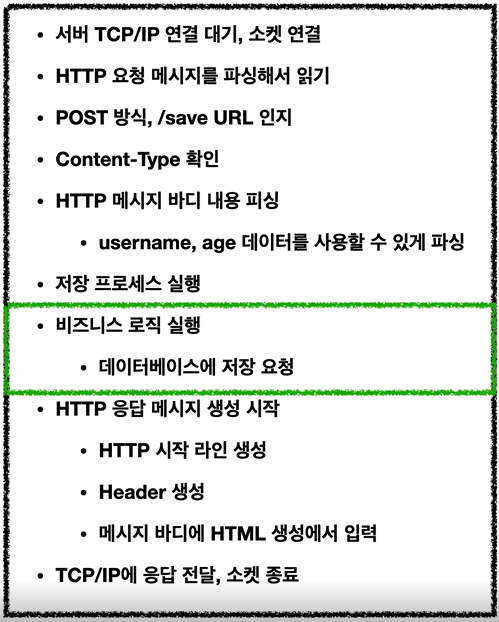 • 서버 TCP/IP 연결 대기, 소켓 연결
• HTTP 요청 메시지를 파싱해서 읽기
• POST 방식, /save URL 인지
• Content-Type 확인
• HTTP 메시지 바디 내용 피싱
• username, age 데이터를 사용할 수 있게 파싱
• 저장 프로세스 실행
• 비즈니스 로직 실행
• 데이터베이스에 저장 요청
• HTTP 응답 메시지 생성 시작
• HTTP 시작 라인 생성
• Header 생성
• 메시지 바디에 HTML 생성에서 입력
• TCP/IP에 응답 전달, 소켓 종료